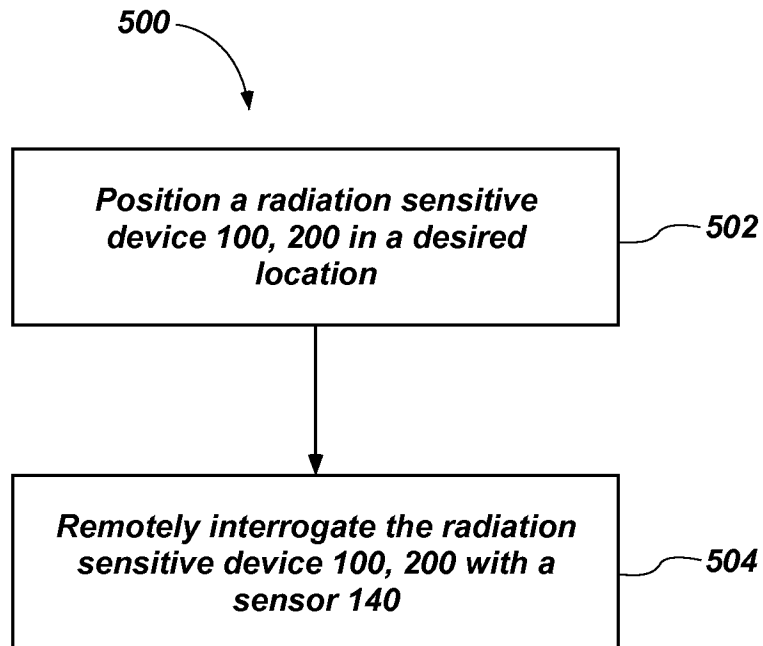 500
Position a radiation sensitive
device 100, 200 in a desired
location
502
Remotely interrogate the radiation
sensitive device 100, 200 with a
sensor 140
504